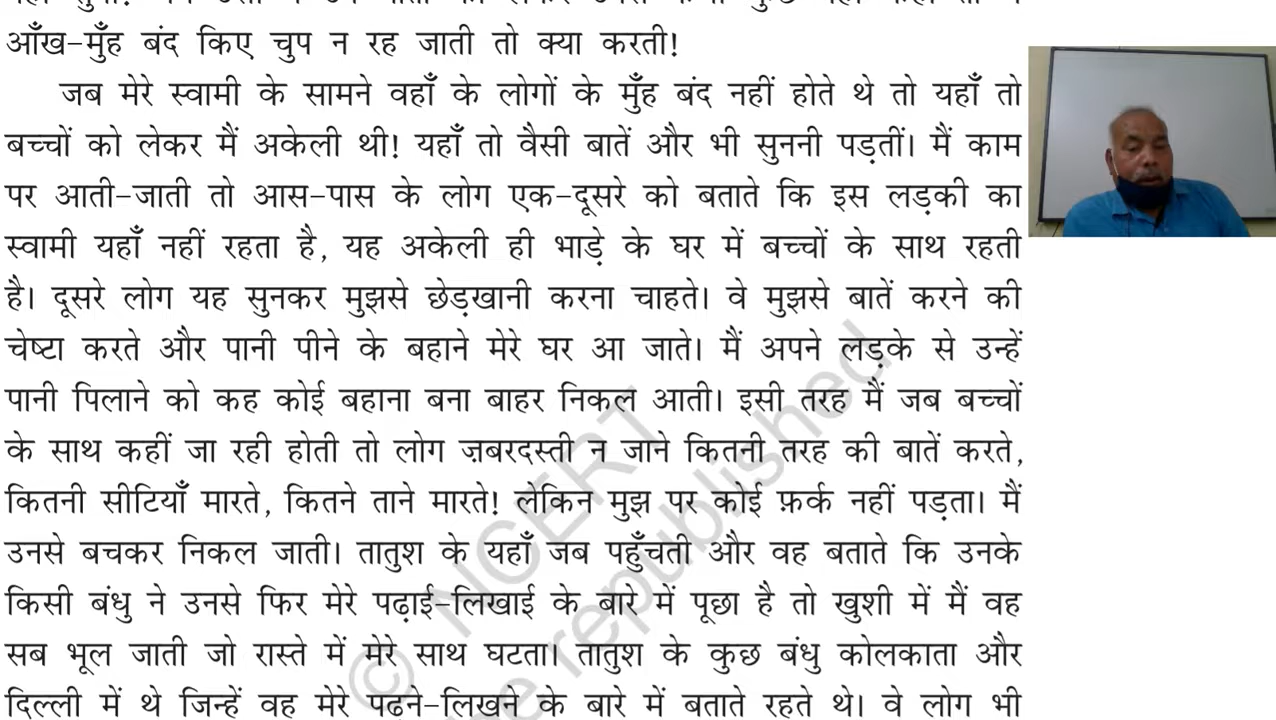 आँख-मुँह बंद किए चुप न रह जाती तो क्या करती!
जब मेरे स्वामी के सामने वहाँ के लोगों के मुँह बंद नहीं होते थे तो यहाँ तो
बच्चों को लेकर मैं अकेली थी! यहाँ तो वैसी बातें और भी सुननी पड़तीं। मैं काम
पर आती-जाती तो आस-पास के लोग एक-दूसरे को बताते कि इस लड़की का
स्वामी यहाँ नहीं रहता है, यह अकेली ही भाड़े के घर में बच्चों के साथ रहती
है। दूसरे लोग यह सुनकर मुझसे छेड़खानी करना चाहते। वे मुझसे बातें करने की
चेष्टा करते और पानी पीने के बहाने मेरे घर आ जाते। मैं अपने लड़के से उन्हें
पानी पिलाने को कह कोई बहाना बना बाहर निकल आती। इसी तरह मैं जब बच्चों
के साथ कहीं जा रही होती तो लोग ज़बरदस्ती न जाने कितनी तरह की बातें करते,
कितनी सीटियाँ मारते, कितने ताने मारते! लेकिन मुझ पर कोई फ़र्क नहीं पड़ता। मैं
उनसे बचकर निकल जाती। तातुश के यहाँ जब पहुँचती और वह बताते कि उनके
किसी बंधु ने उनसे फिर मेरे पढ़ाई-लिखाई के बारे में पूछा है तो खुशी में मैं वह
सब भूल जाती जो रास्ते में मेरे साथ घटता। तातुश के कुछ बंधु कोलकाता और
दिल्ली में थे जिन्हें वह मेरे पढ़ने-लिखने के बारे में बताते रहते थे। वे लोग भी
© NCERT
republished